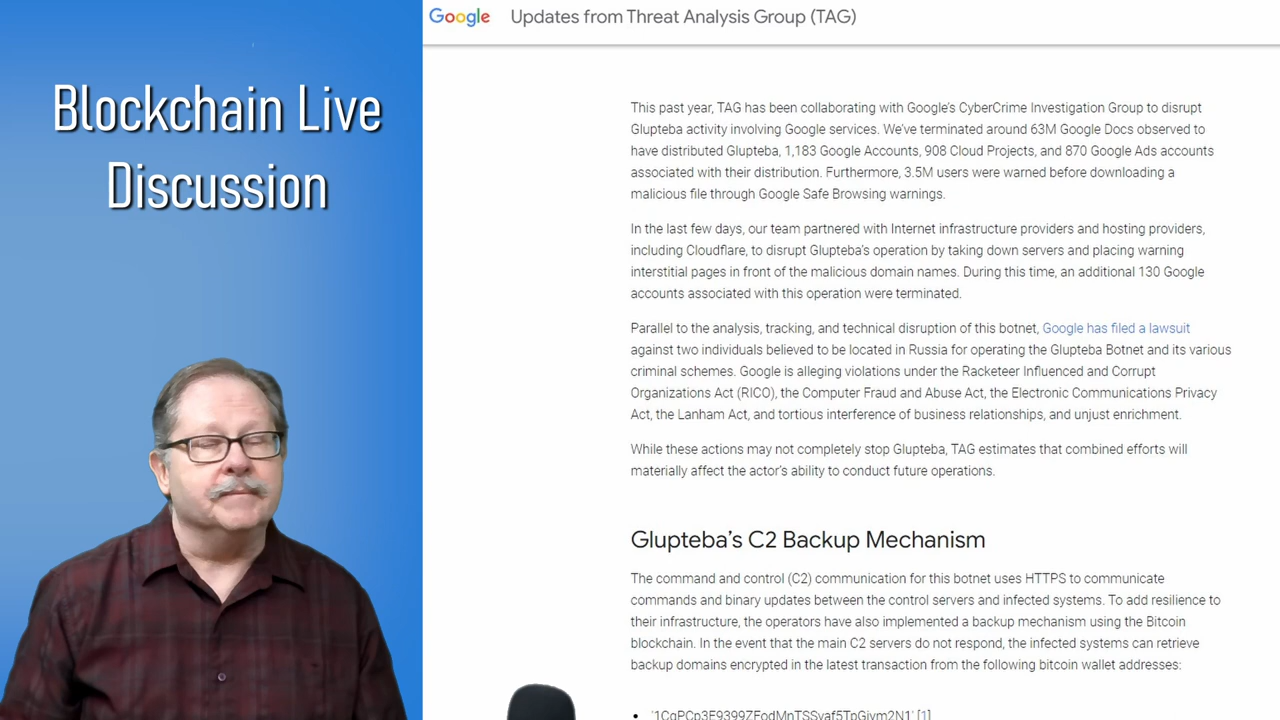 Blockchain Live
Discussion
Google Updates from Threat Analysis Group (TAG)
This past year, TAG has been collaborating with Google's CyberCrime Investigation Group to disrupt
Glupteba activity involving Google services. We've terminated around 63M Google Docs observed to
have distributed Glupteba, 1,183 Google Accounts, 908 Cloud Projects, and 870 Google Ads accounts
associated with their distribution. Furthermore, 3.5M users were warned before downloading a
malicious file through Google Safe Browsing warnings.
In the last few days, our team partnered with Internet infrastructure providers and hosting providers,
including Cloudflare, to disrupt Glupteba's operation by taking down servers and placing warning
interstitial pages in front of the malicious domain names. During this time, an additional 130 Google
accounts associated with this operation were terminated.
Parallel to the analysis, tracking, and technical disruption of this botnet, Google has filed a lawsuit
against two individuals believed to be located in Russia for operating the Glupteba Botnet and its various
criminal schemes. Google is alleging violations under the Racketeer Influenced and Corrupt
Organizations Act (RICO), the Computer Fraud and Abuse Act, the Electronic Communications Privacy
Act, the Lanham Act, and tortious interference of business relationships, and unjust enrichment.
While these actions may not completely stop Glupteba, TAG estimates that combined efforts will
materially affect the actor's ability to conduct future operations.
Glupteba's C2 Backup Mechanism
The command and control (C2) communication for this botnet uses HTTPS to communicate
commands and binary updates between the control servers and infected systems. To add resilience to
their infrastructure, the operators have also implemented a backup mechanism using the Bitcoin
blockchain. In the event that the main C2 servers do not respond, the infected systems can retrieve
backup domains encrypted in the latest transaction from the following bitcoin wallet addresses:
[1]